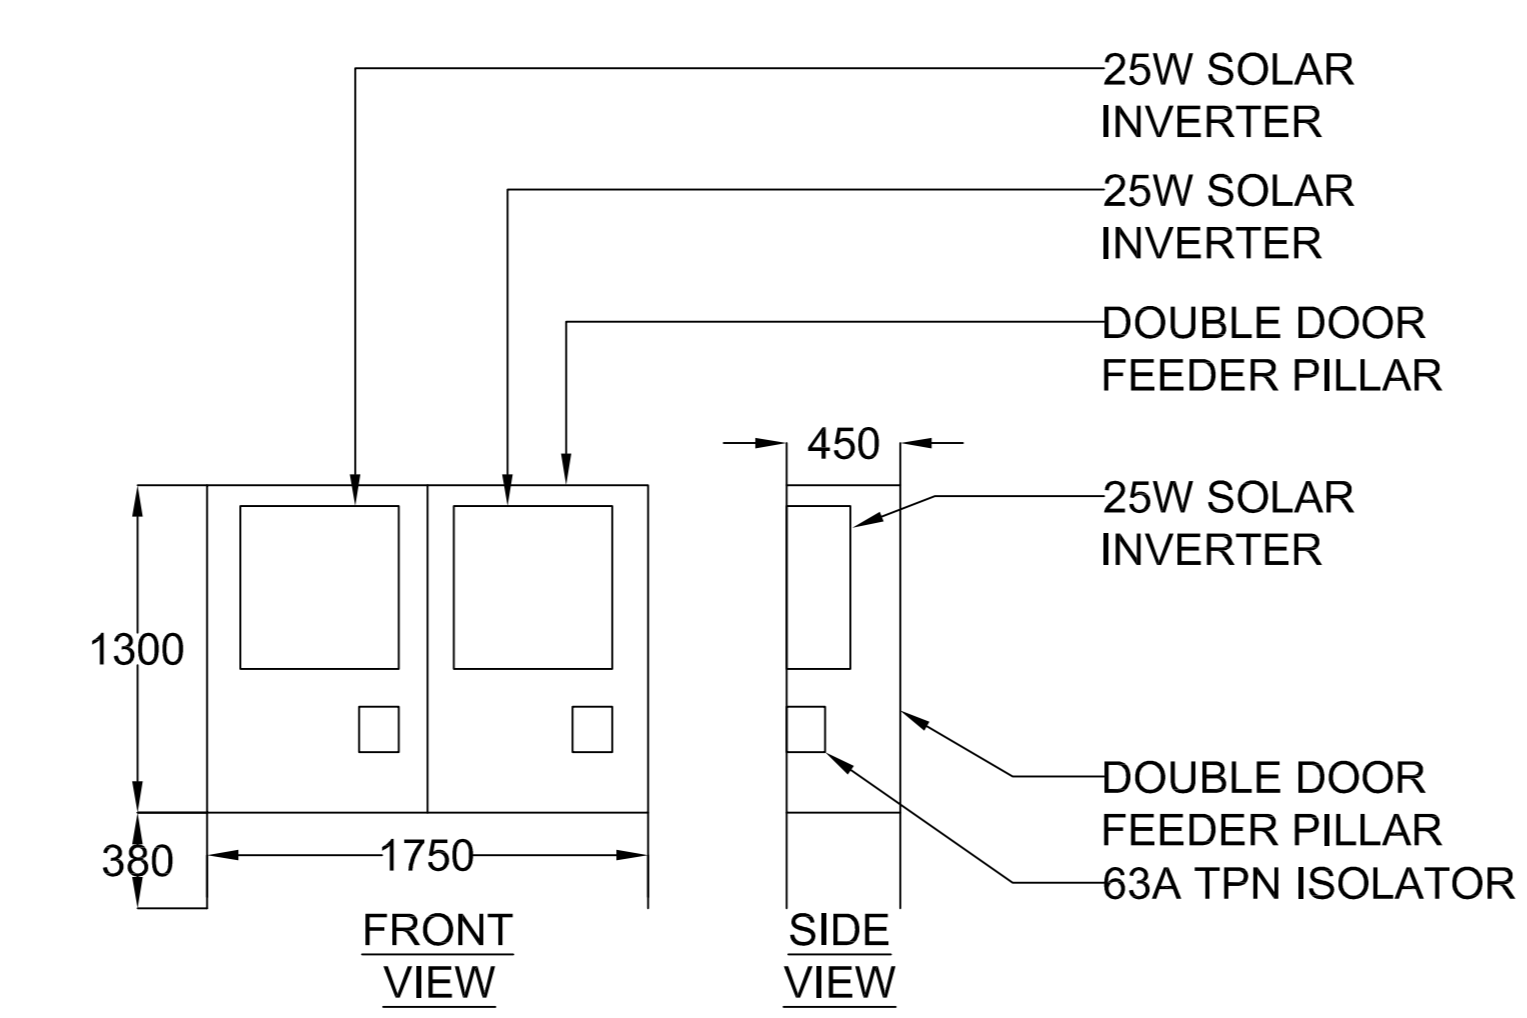 25W SOLAR
INVERTER
25W SOLAR
INVERTER
DOUBLE DOOR
FEEDER PILLAR
450
25W SOLAR
INVERTER
1300
DOUBLE DOOR
FEEDER PILLAR
380
1750
63A TPN ISOLATOR
FRONT
VIEW
SIDE
VIEW